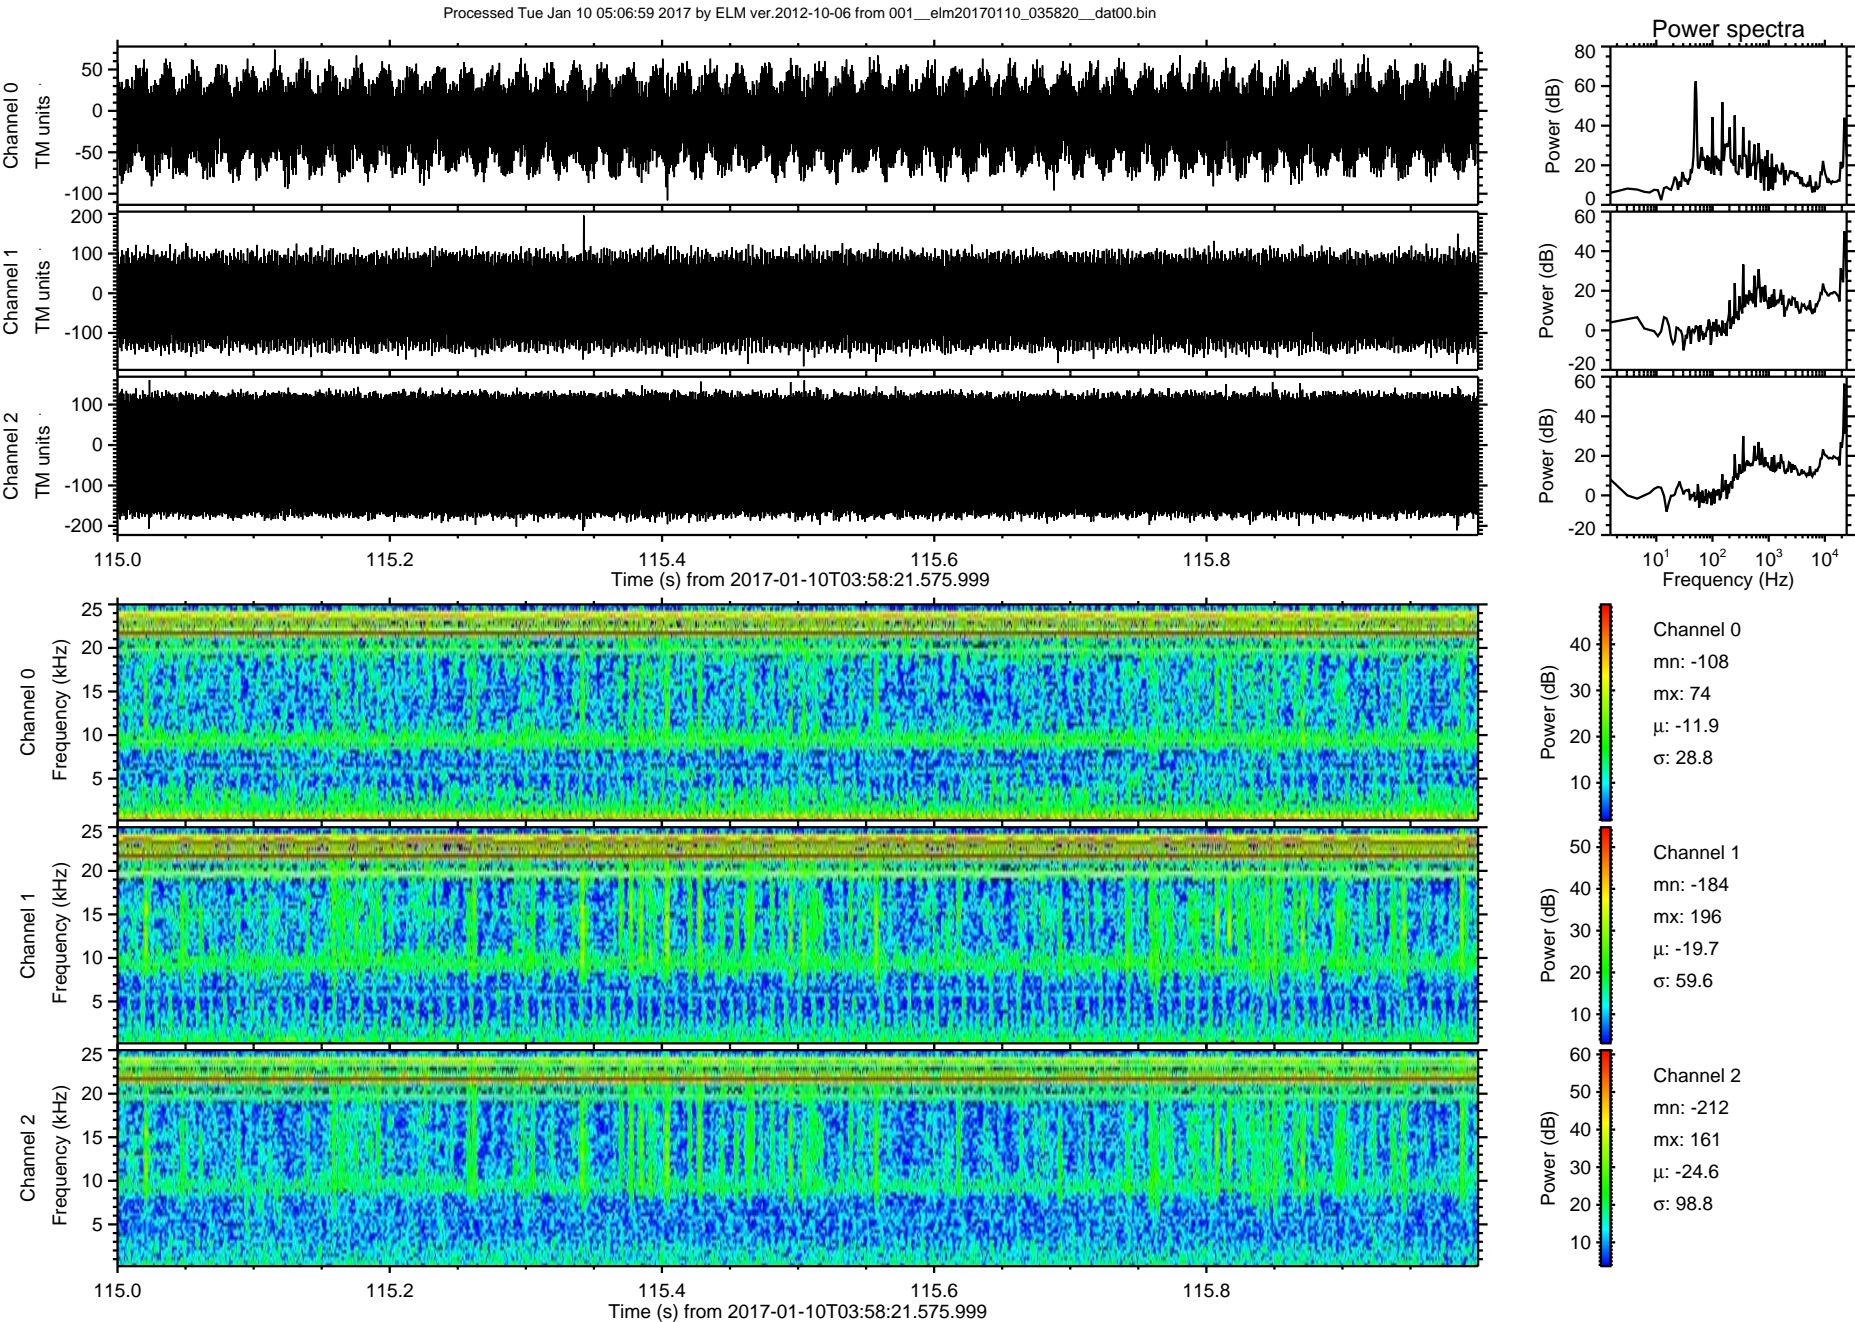 Processed Tue Jan 10 05:06:59 2017 by ELM ver.2012-10-06 from 001__elm20170110_035820__dat00.bin
Power spectra
Channel 0
TM units
50
0
-50
-100
Power (dB)
80
60
40
20
0
Channel 1
TM units
200
100
0
-100
Power (dB)
60
40
20
0
-20
Channel 2
TM units
100
0
-100
-200
Power (dB)
60
40
20
0
-20
115.0 115.2 115.4 115.6 115.8
Time (s) from 2017-01-10T03:58:21.575.999
10^1 10^2 10^3 10^4
Frequency (Hz)
Channel 0
Frequency (kHz)
25
20
15
10
5
Power (dB)
40
30
20
10
Channel 0
mn: -108
mx: 74
μ: -11.9
σ: 28.8
Channel 1
Frequency (kHz)
25
20
15
10
5
Power (dB)
50
40
30
20
10
Channel 1
mn: -184
mx: 196
μ: -19.7
σ: 59.6
Channel 2
Frequency (kHz)
25
20
15
10
5
Power (dB)
60
50
40
30
20
10
Channel 2
mn: -212
mx: 161
μ: -24.6
σ: 98.8
115.0 115.2 115.4 115.6 115.8
Time (s) from 2017-01-10T03:58:21.575.999